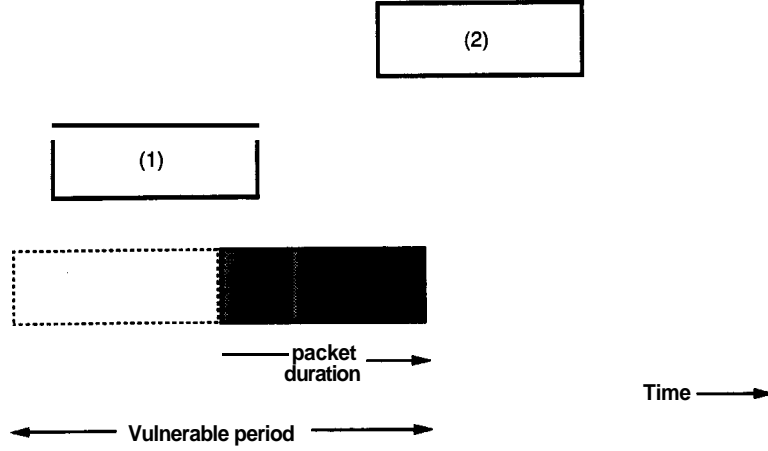 (2)
(1)
packet
duration
Time
Vulnerable period